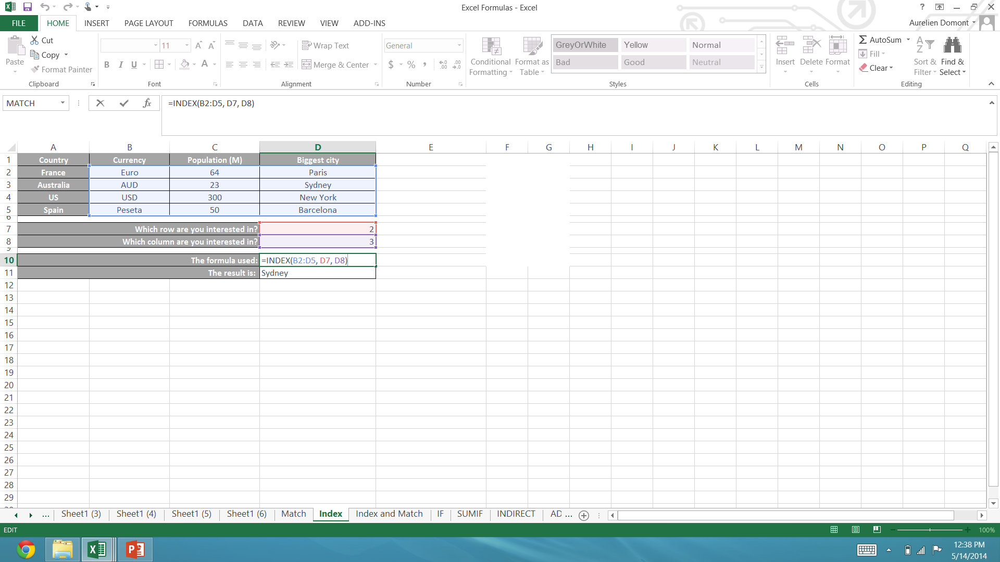 Excel Formulas - Excel
?
FILE HOME INSERT PAGE LAYOUT FORMULAS DATA REVIEW VIEW ADD-INS Aurelien Domont
Paste
Cut
Copy
Format Painter
Clipboard
11 A A
B I U A
Font
Wrap Text
Merge & Center
Alignment
General
$ % ,
Number
Conditional Formatting
Format as Table
GreyOrWhite Yellow Normal
Bad Good Neutral
Styles
Insert Delete Format
Cells
AutoSum
Fill
Clear
Sort & Filter
Find & Select
Editing
MATCH fx =INDEX(B2:D5, D7, D8)
A B C D E F G H I J K L M N O P Q
1 Country Currency Population (M) Biggest city
2 France Euro 64 Paris
3 Australia AUD 23 Sydney
4 US USD 300 New York
5 Spain Peseta 50 Barcelona
6
7 Which row are you interested in? 2
8 Which column are you interested in? 3
9
10 The formula used: =INDEX(B2:D5, D7, D8)
11 The result is: Sydney
12
13
14
15
16
17
18
19
20
21
22
23
24
25
26
27
28
29
... Sheet1 (3) Sheet1 (4) Sheet1 (5) Sheet1 (6) Match Index Index and Match IF SUMIF INDIRECT AD ...
EDIT 100%
12:38 PM
5/14/2014